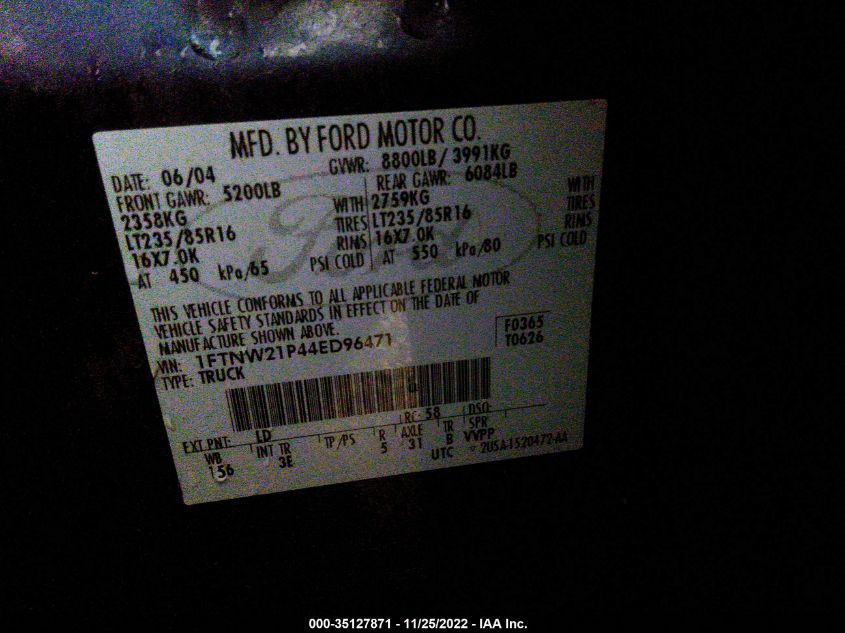 MFD. BY FORD MOTOR CO.
DATE: 06/04 GVWR: 8800LB/ 3991KG
FRONT GAWR: 5200LB REAR GAWR: 6084LB
2358KG WITH 2759KG WITH
LT235/85R16 TIRES LT235/85R16 TIRES
16X7.0K RIMS 16X7.0K RIMS
AT 450 kPa/65 PSI COLD AT 550 kPa/80 PSI COLD
Ford
THIS VEHICLE CONFORMS TO ALL APPLICABLE FEDERAL MOTOR
VEHICLE SAFETY STANDARDS IN EFFECT ON THE DATE OF
MANUFACTURE SHOWN ABOVE.
F0365
VIN: 1FTNW21P44ED96471
T0626
TYPE: TRUCK
EXT PNT: LD RC: 58 DSO:
WB INT TR TP/PS R AXLE TR SPR
156 3E 5 31 B VVPP
UTC 2U5A-1520472-AA
000-35127871 - 11/25/2022 - IAA Inc.